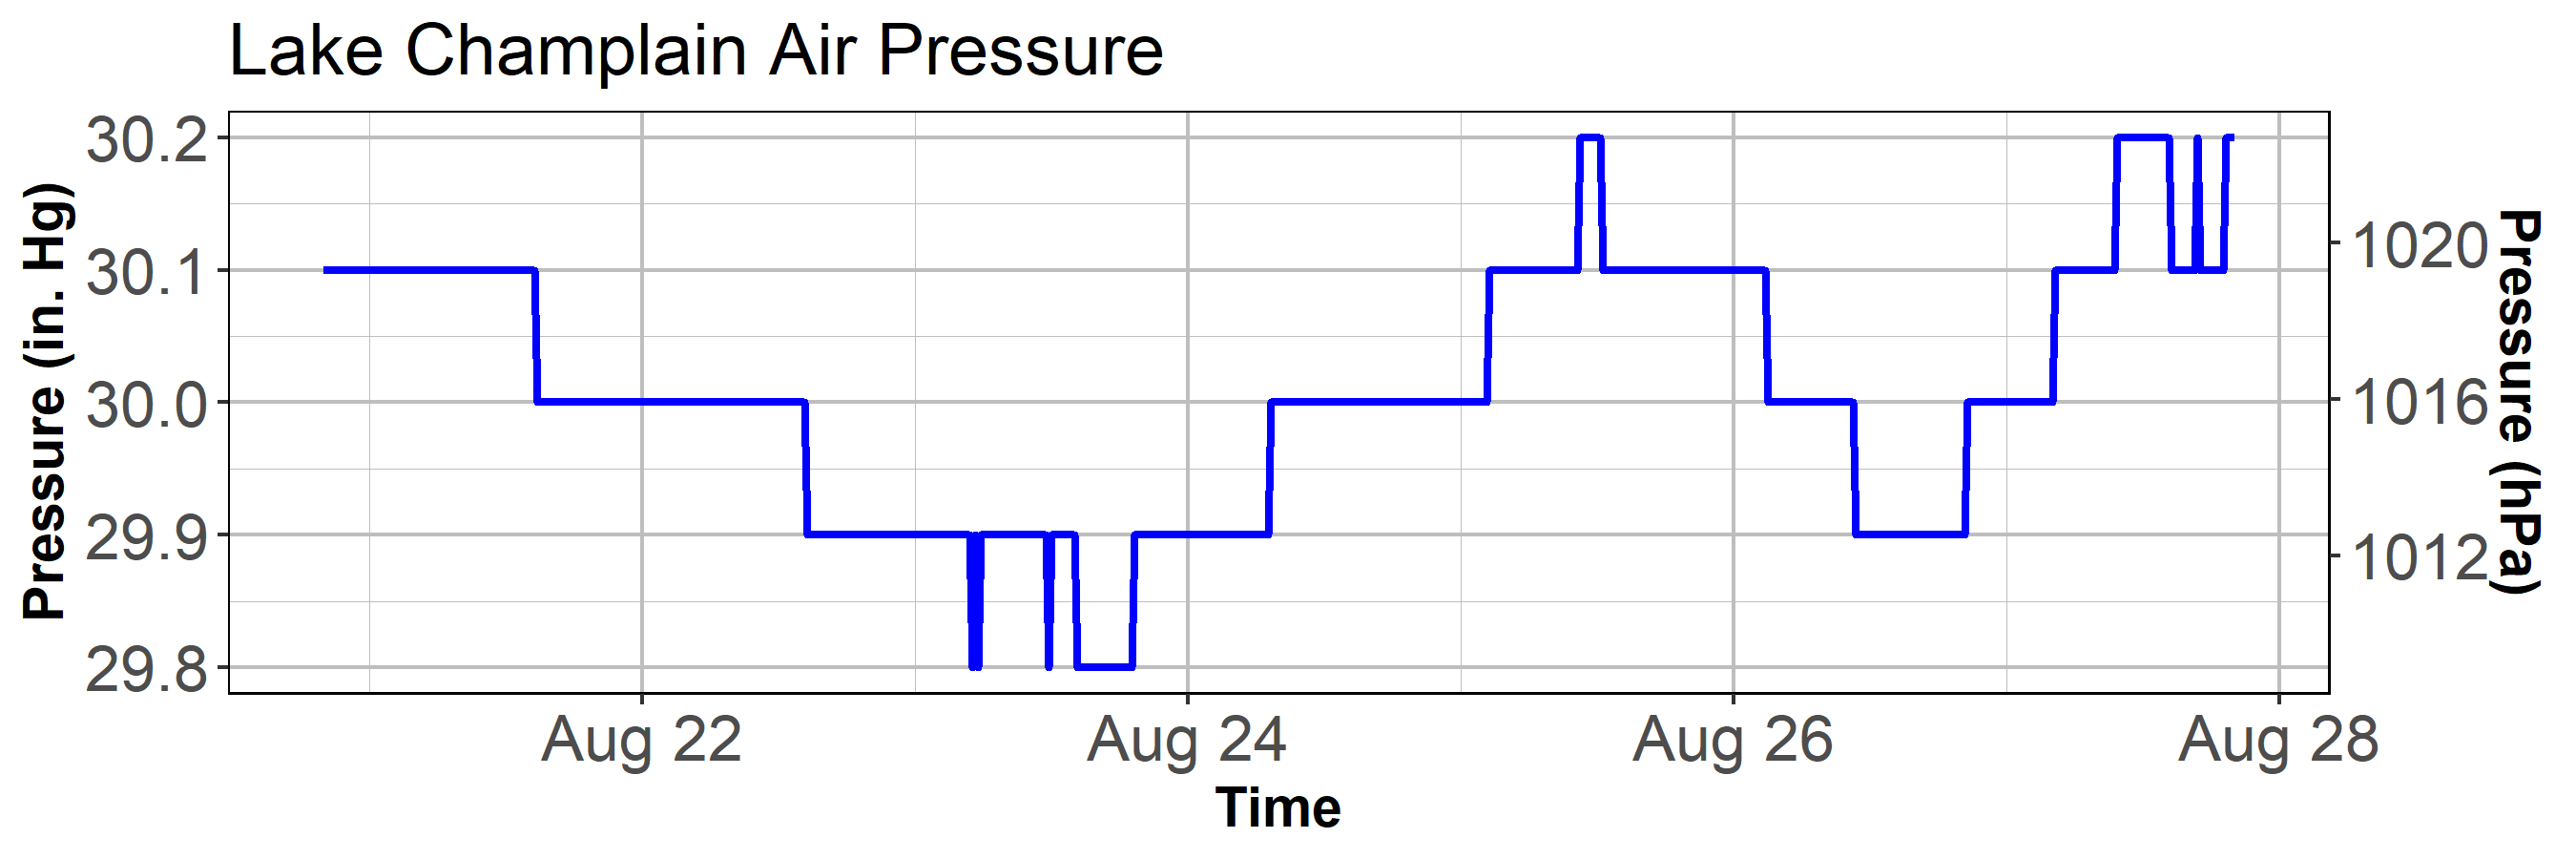 Lake Champlain Air Pressure
Pressure (in. Hg)
30.2
30.1
30.0
29.9
29.8
1020
1016
1012
Pressure (hPa)
Aug 22 Aug 24 Aug 26 Aug 28
Time